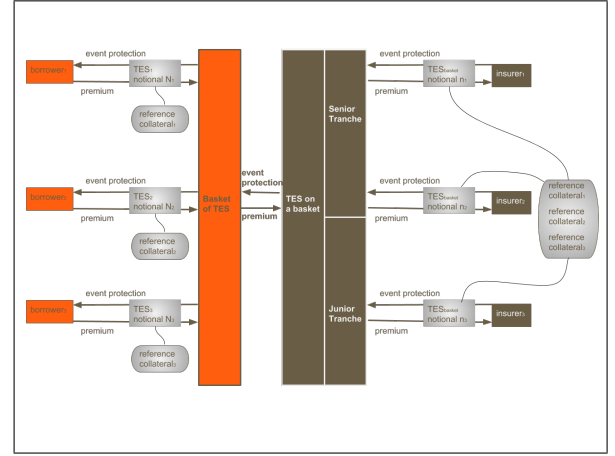 event protection
borrower₁
TES₁
notional N₁
premium
reference
collateral₁
event protection
borrower₂
TES₂
notional N₂
premium
reference
collateral₂
event protection
borrower₃
TES₃
notional N₃
premium
reference
collateral₃
Basket
of TES
event
protection
premium
TES on
a basket
Senior
Tranche
Junior
Tranche
event protection
TESbasket
notional n₁
insurer₁
premium
event protection
TESbasket
notional n₂
insurer₂
premium
event protection
TESbasket
notional n₃
insurer₃
premium
reference
collateral₁
reference
collateral₂
reference
collateral₃